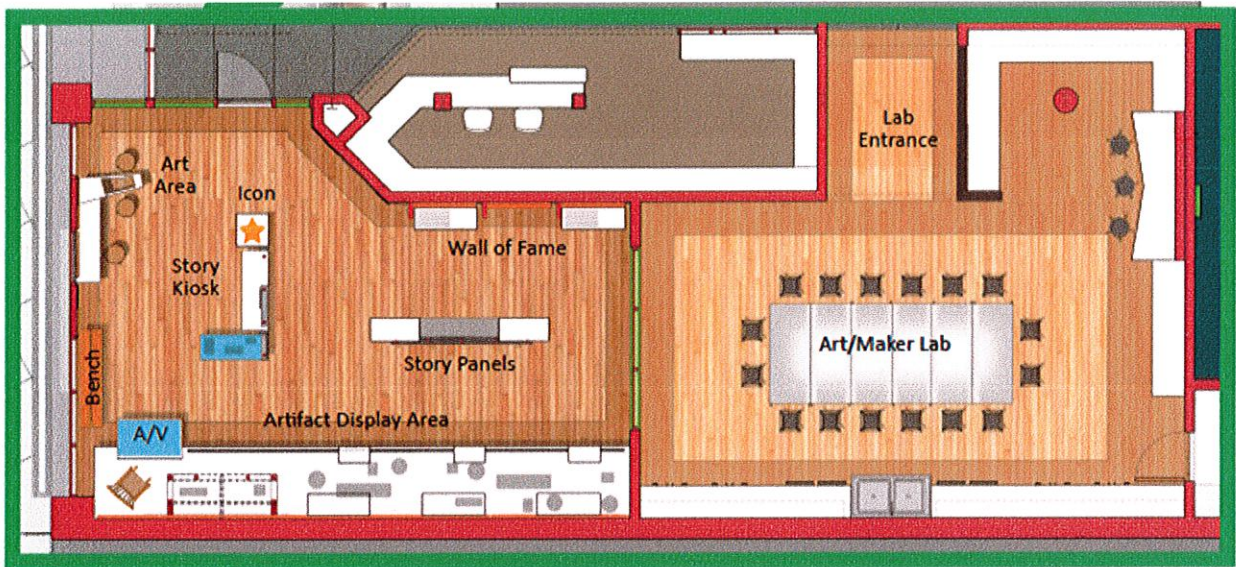 Art
Area
Icon
Story
Kiosk
Wall of Fame
Lab
Entrance
Story Panels
Art/Maker Lab
Bench
Artifact Display Area
A/V